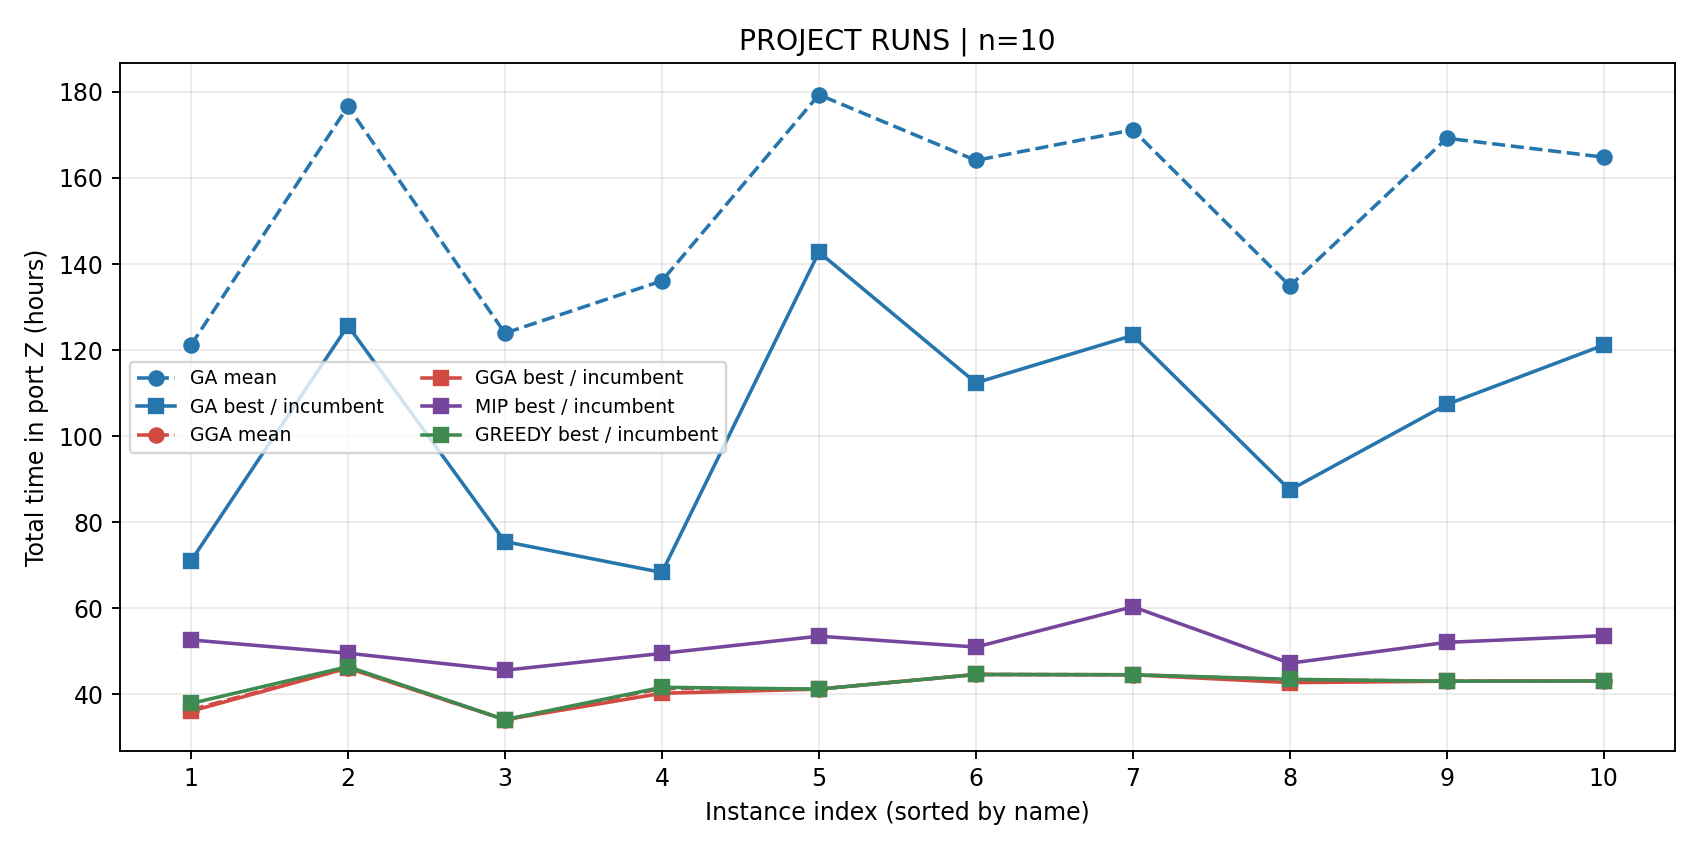 PROJECT RUNS | n=10
Total time in port Z (hours)
180
160
140
120
100
80
60
40
GA mean
GA best / incumbent
GGA mean
GGA best / incumbent
MIP best / incumbent
GREEDY best / incumbent
1 2 3 4 5 6 7 8 9 10
Instance index (sorted by name)